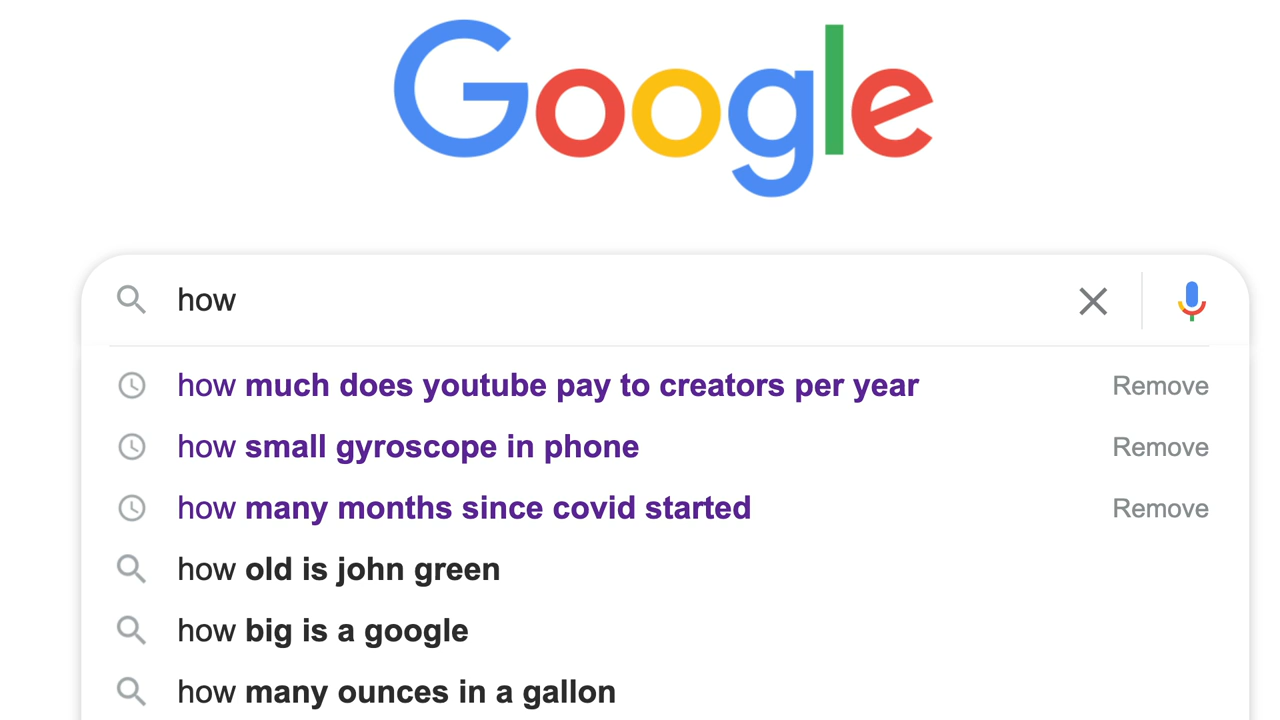 Google
how
how much does youtube pay to creators per year Remove
how small gyroscope in phone Remove
how many months since covid started Remove
how old is john green
how big is a google
how many ounces in a gallon